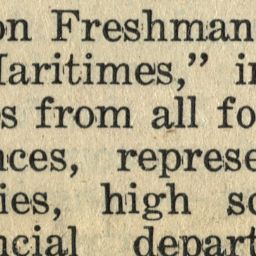 on Freshman
Maritimes," in
s from all fo
nces, represe
ies, high sc
ncial depart